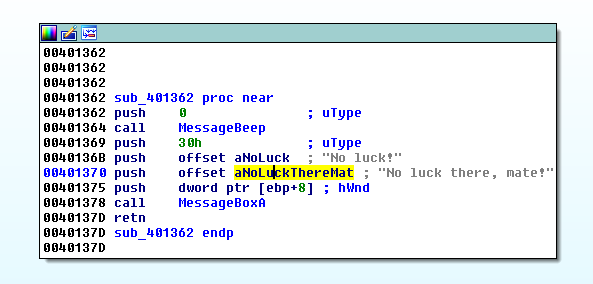 00401362
00401362
00401362
00401362 sub_401362 proc near
00401362 push    0               ; uType
00401364 call    MessageBeep
00401369 push    30h             ; uType
0040136B push    offset aNoLuck  ; "No luck!"
00401370 push    offset aNoLuckThereMat ; "No luck there, mate!"
00401375 push    dword ptr [ebp+8] ; hWnd
00401378 call    MessageBoxA
0040137D retn
0040137D sub_401362 endp
0040137D